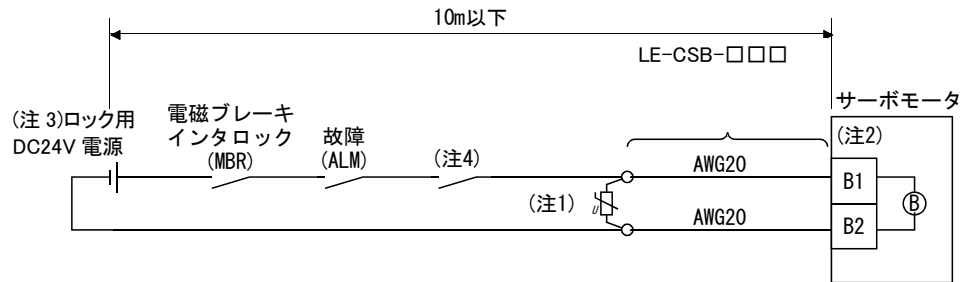 10m以下
LE-CSB-□□□
サーボモータ
(注 3)ロック用
DC24V 電源
電磁ブレーキ
インタロック
(MBR)
故障
(ALM)
(注4)
(注2)
AWG20
B1
(注1)
U
B
AWG20
B2